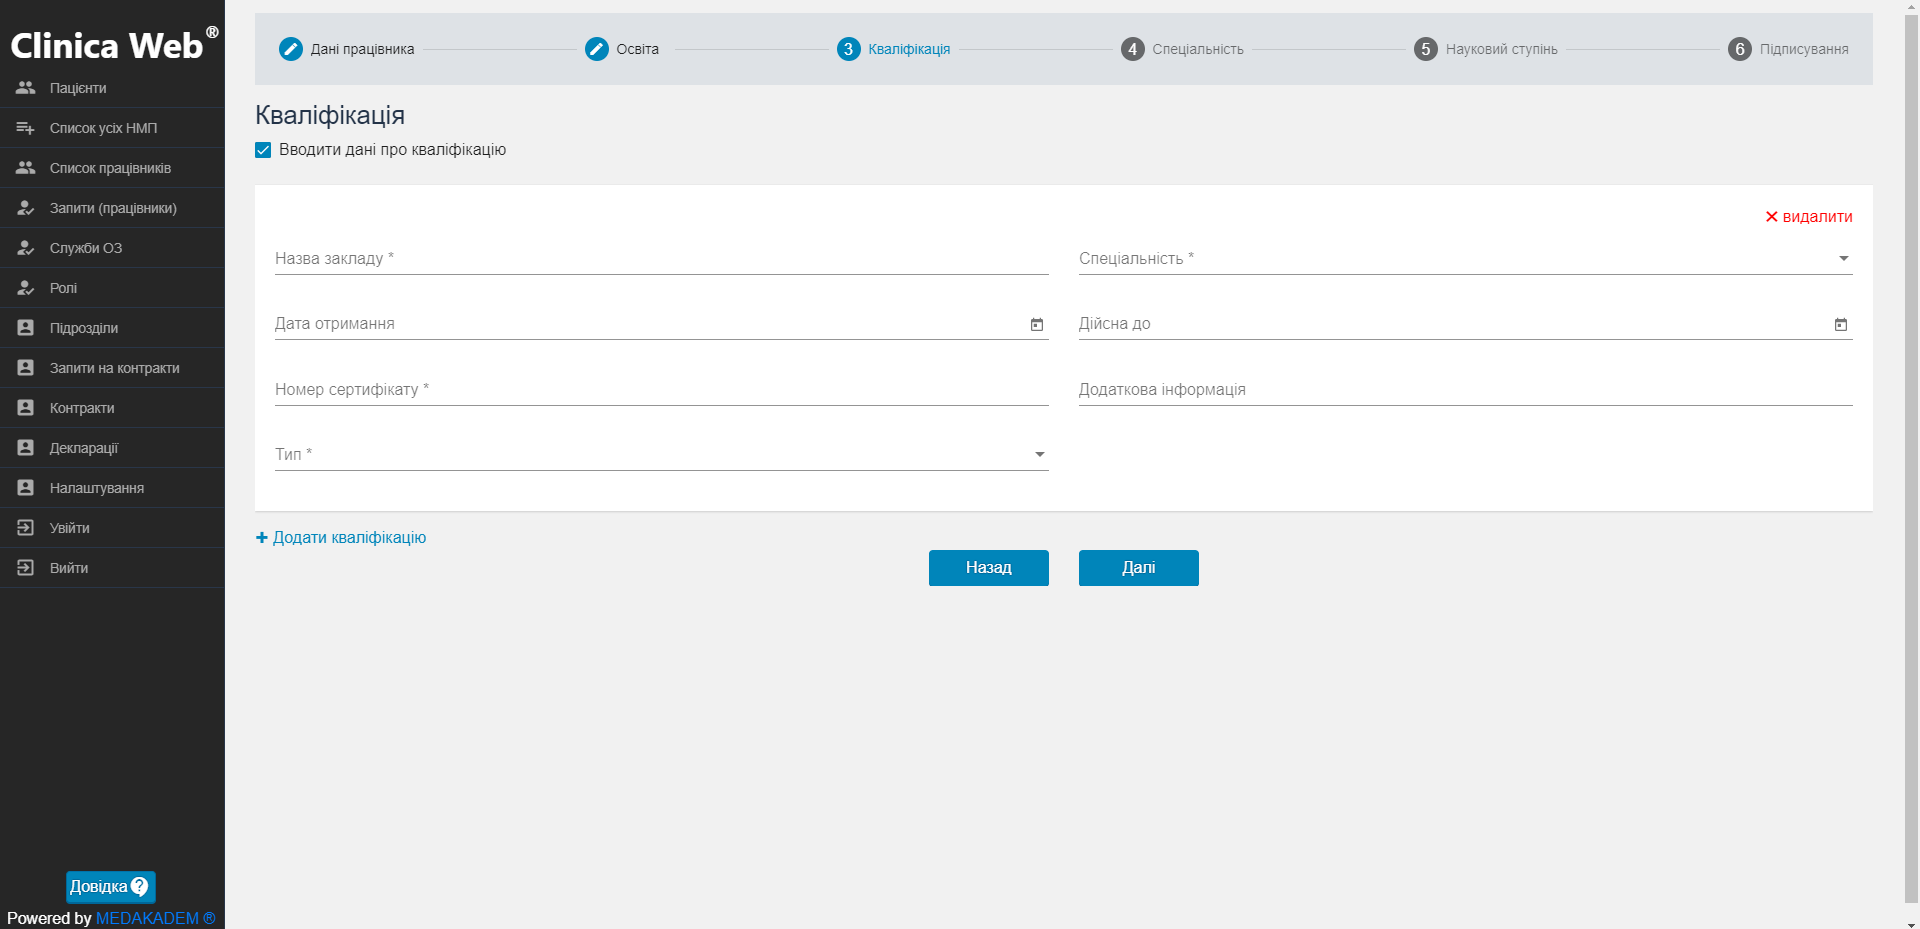 Clinica Web®
Пацієнти
Список усіх НМП
Список працівників
Запити (працівники)
Служби ОЗ
Ролі
Підрозділи
Запити на контракти
Контракти
Декларації
Налаштування
Увійти
Вийти
Довідка ?
Powered by MEDAKADEM ®
Дані працівника
Освіта
3 Кваліфікація
4 Спеціальність
5 Науковий ступінь
6 Підписування
Кваліфікація
Вводити дані про кваліфікацію
✕ видалити
Назва закладу *
Спеціальність *
Дата отримання
Дійсна до
Номер сертифікату *
Додаткова інформація
Тип *
+ Додати кваліфікацію
Назад
Далі